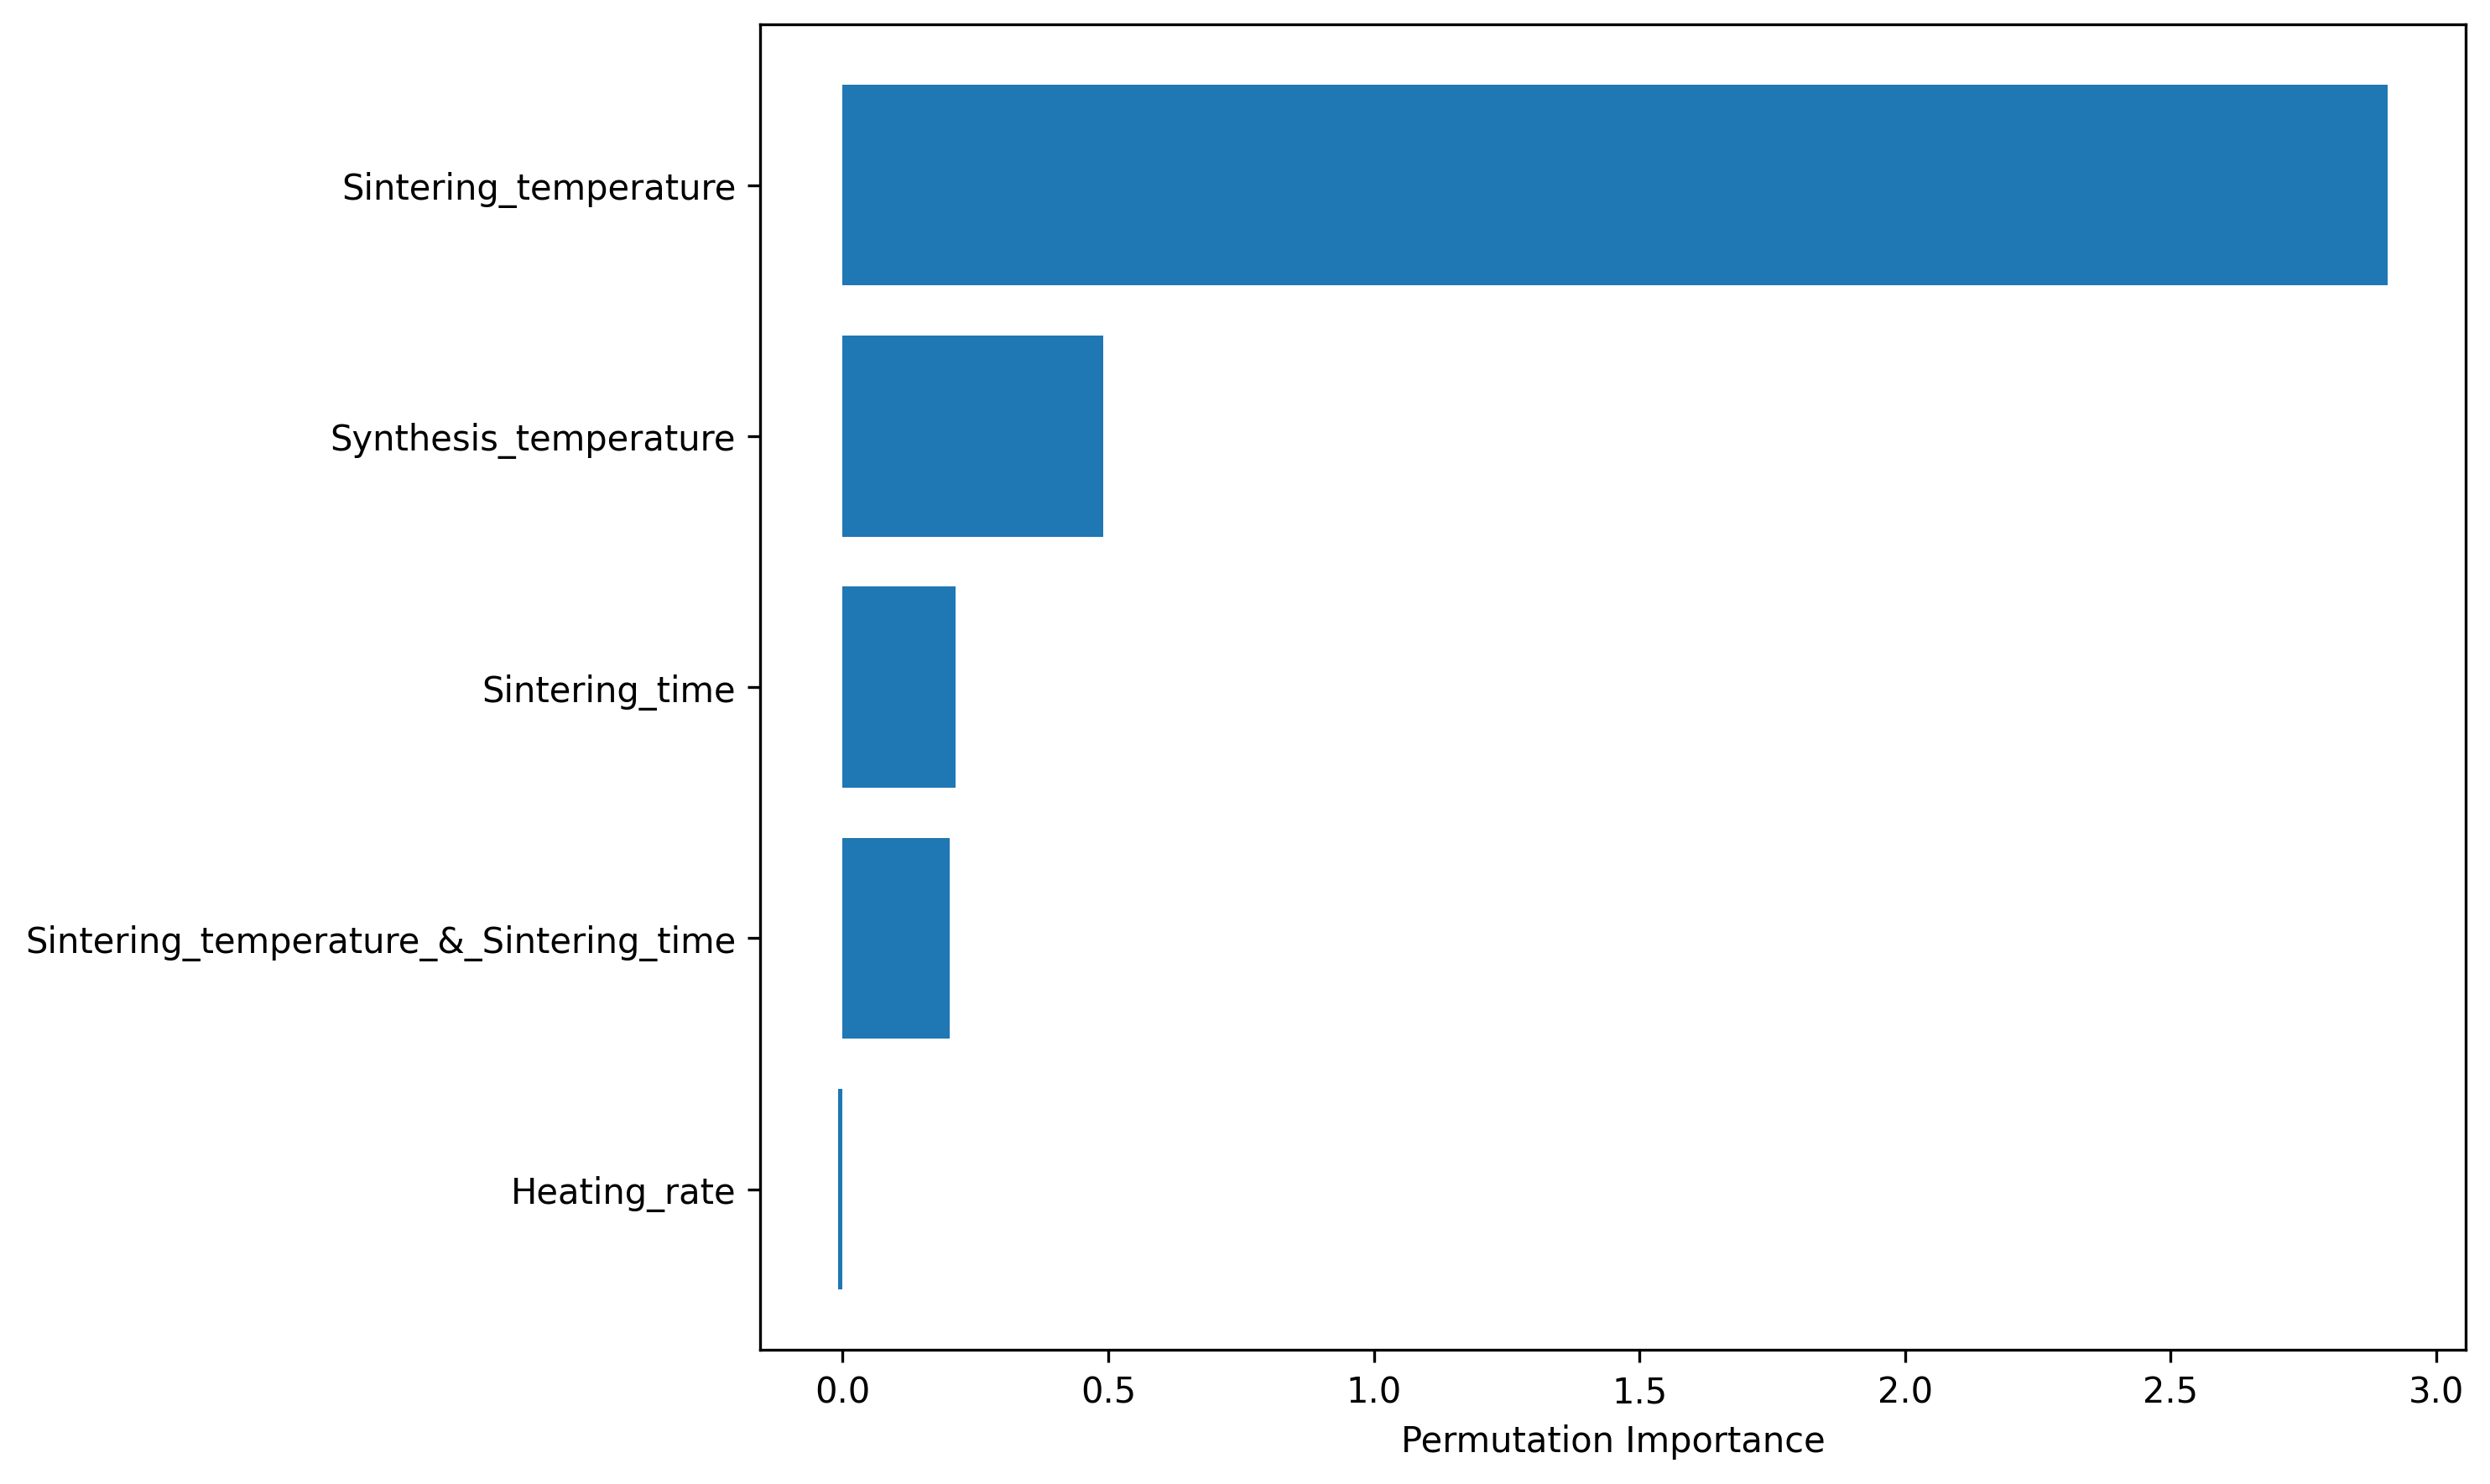 Sintering_temperature
Synthesis_temperature
Sintering_time
Sintering_temperature_&_Sintering_time
Heating_rate
0.0 0.5 1.0 1.5 2.0 2.5 3.0
Permutation Importance